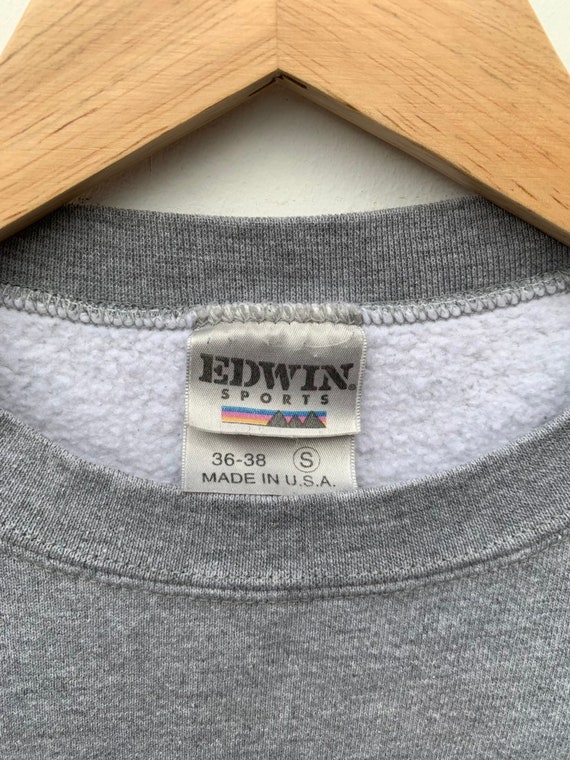 EDWIN.
SPORTS
36-38 S
MADE IN U.S.A.